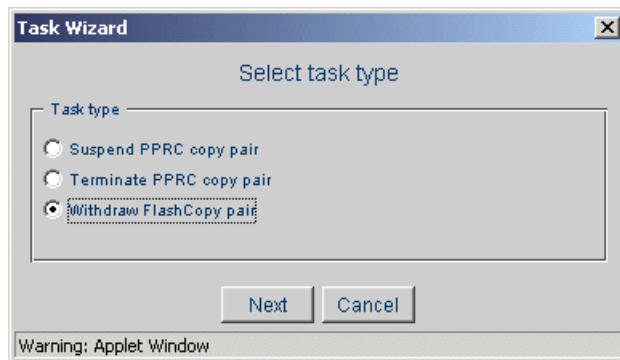 Task Wizard
Select task type
Task type
Suspend PPRC copy pair
Terminate PPRC copy pair
Withdraw FlashCopy pair
Next Cancel
Warning: Applet Window